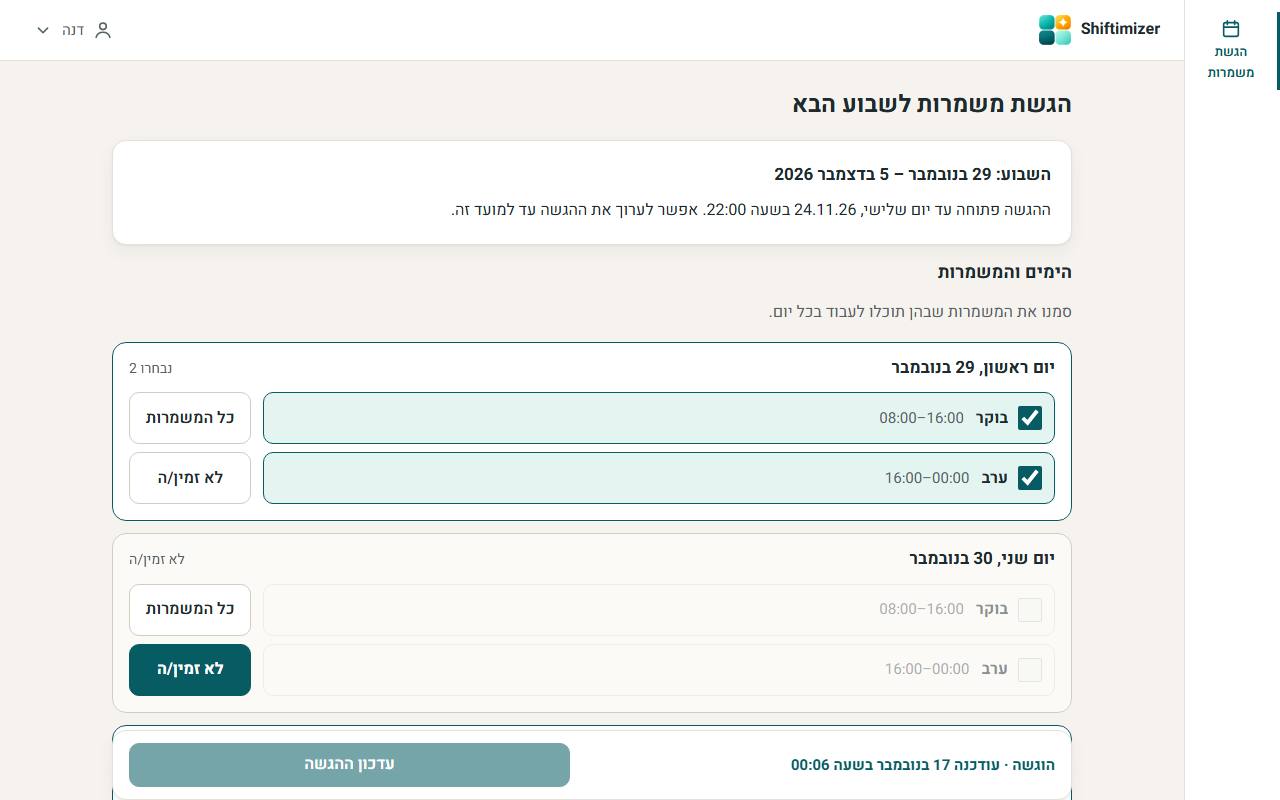 Shiftimizer
דנה
הגשת
משמרות
הגשת משמרות לשבוע הבא
השבוע: 29 בנובמבר – 5 בדצמבר 2026
ההגשה פתוחה עד יום שלישי, 24.11.26 בשעה 22:00. אפשר לערוך את ההגשה עד למועד זה.
הימים והמשמרות
סמנו את המשמרות שבהן תוכלו לעבוד בכל יום.
יום ראשון, 29 בנובמבר
נבחרו 2
בוקר 08:00–16:00
כל המשמרות
ערב 16:00–00:00
לא זמין/ה
יום שני, 30 בנובמבר
לא זמין/ה
בוקר 08:00–16:00
כל המשמרות
ערב 16:00–00:00
לא זמין/ה
הוגשה · עודכנה 17 בנובמבר בשעה 00:06
עדכון ההגשה